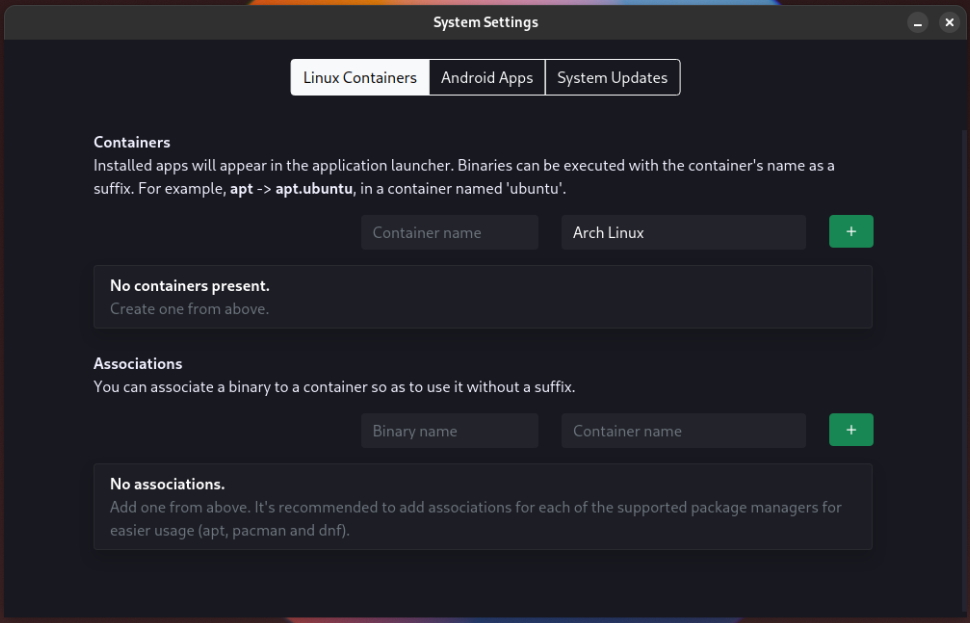 System Settings
Linux Containers
Android Apps
System Updates
Containers
Installed apps will appear in the application launcher. Binaries can be executed with the container's name as a
suffix. For example, apt -> apt.ubuntu, in a container named 'ubuntu'.
Container name
Arch Linux
+
No containers present.
Create one from above.
Associations
You can associate a binary to a container so as to use it without a suffix.
Binary name
Container name
+
No associations.
Add one from above. It's recommended to add associations for each of the supported package managers for
easier usage (apt, pacman and dnf).